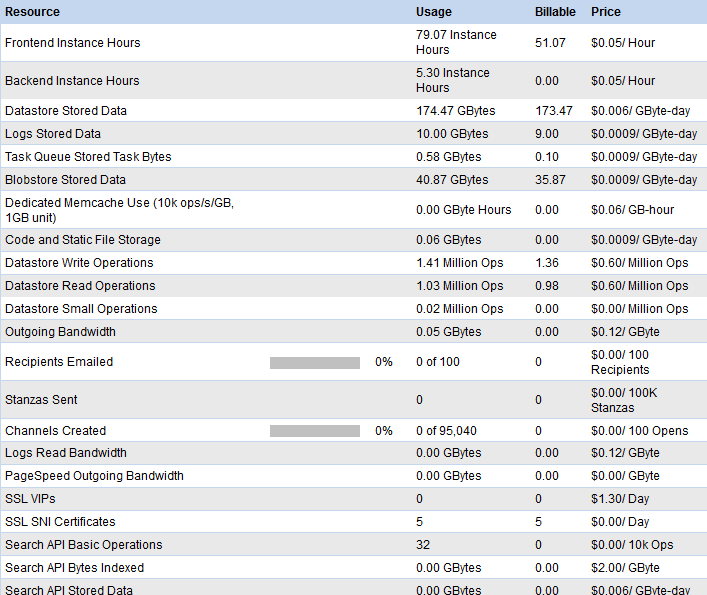 Resource Usage Billable Price
Frontend Instance Hours 79.07 Instance Hours 51.07 $0.05/ Hour
Backend Instance Hours 5.30 Instance Hours 0.00 $0.05/ Hour
Datastore Stored Data 174.47 GBytes 173.47 $0.006/ GByte-day
Logs Stored Data 10.00 GBytes 9.00 $0.0009/ GByte-day
Task Queue Stored Task Bytes 0.58 GBytes 0.10 $0.0009/ GByte-day
Blobstore Stored Data 40.87 GBytes 35.87 $0.0009/ GByte-day
Dedicated Memcache Use (10k ops/s/GB, 1GB unit) 0.00 GByte Hours 0.00 $0.06/ GB-hour
Code and Static File Storage 0.06 GBytes 0.00 $0.0009/ GByte-day
Datastore Write Operations 1.41 Million Ops 1.36 $0.60/ Million Ops
Datastore Read Operations 1.03 Million Ops 0.98 $0.60/ Million Ops
Datastore Small Operations 0.02 Million Ops 0.00 $0.00/ Million Ops
Outgoing Bandwidth 0.05 GBytes 0.00 $0.12/ GByte
Recipients Emailed 0% 0 of 100 0 $0.00/ 100 Recipients
Stanzas Sent 0 0 $0.00/ 100K Stanzas
Channels Created 0% 0 of 95,040 0 $0.00/ 100 Opens
Logs Read Bandwidth 0.00 GBytes 0.00 $0.12/ GByte
PageSpeed Outgoing Bandwidth 0.00 GBytes 0.00 $0.00/ GByte
SSL VIPs 0 0 $1.30/ Day
SSL SNI Certificates 5 5 $0.00/ Day
Search API Basic Operations 32 0 $0.00/ 10k Ops
Search API Bytes Indexed 0.00 GBytes 0.00 $2.00/ GByte
Search API Stored Data 0.00 GBytes 0.00 $0.006/ GByte-day